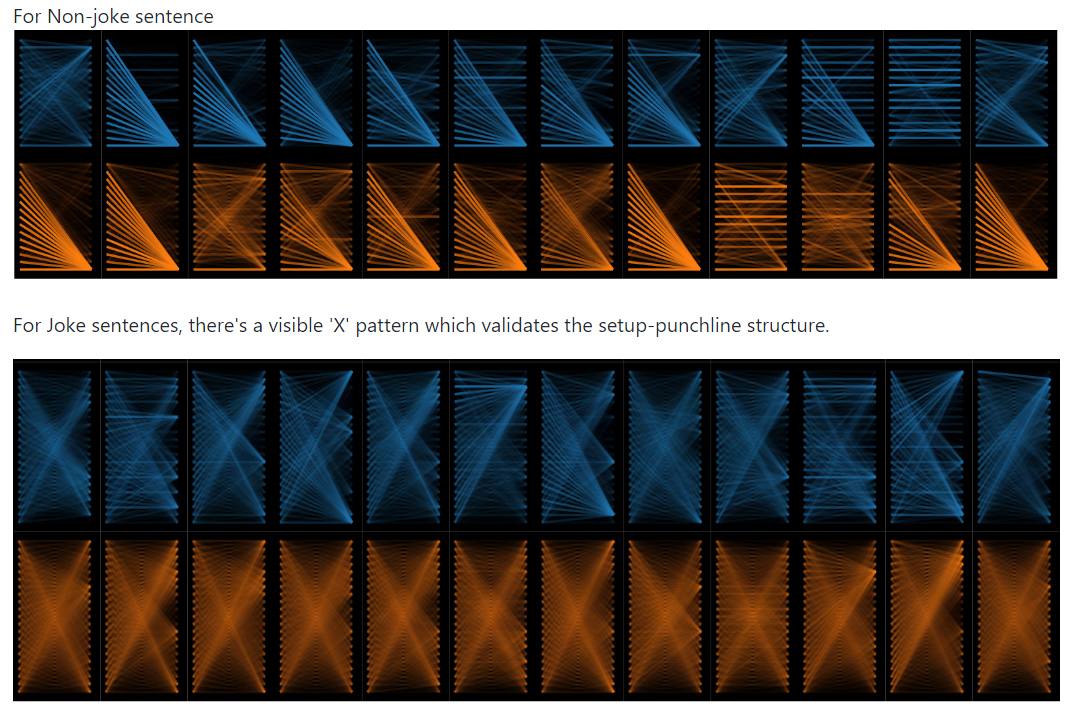 For Non-joke sentence
For Joke sentences, there's a visible 'X' pattern which validates the setup-punchline structure.